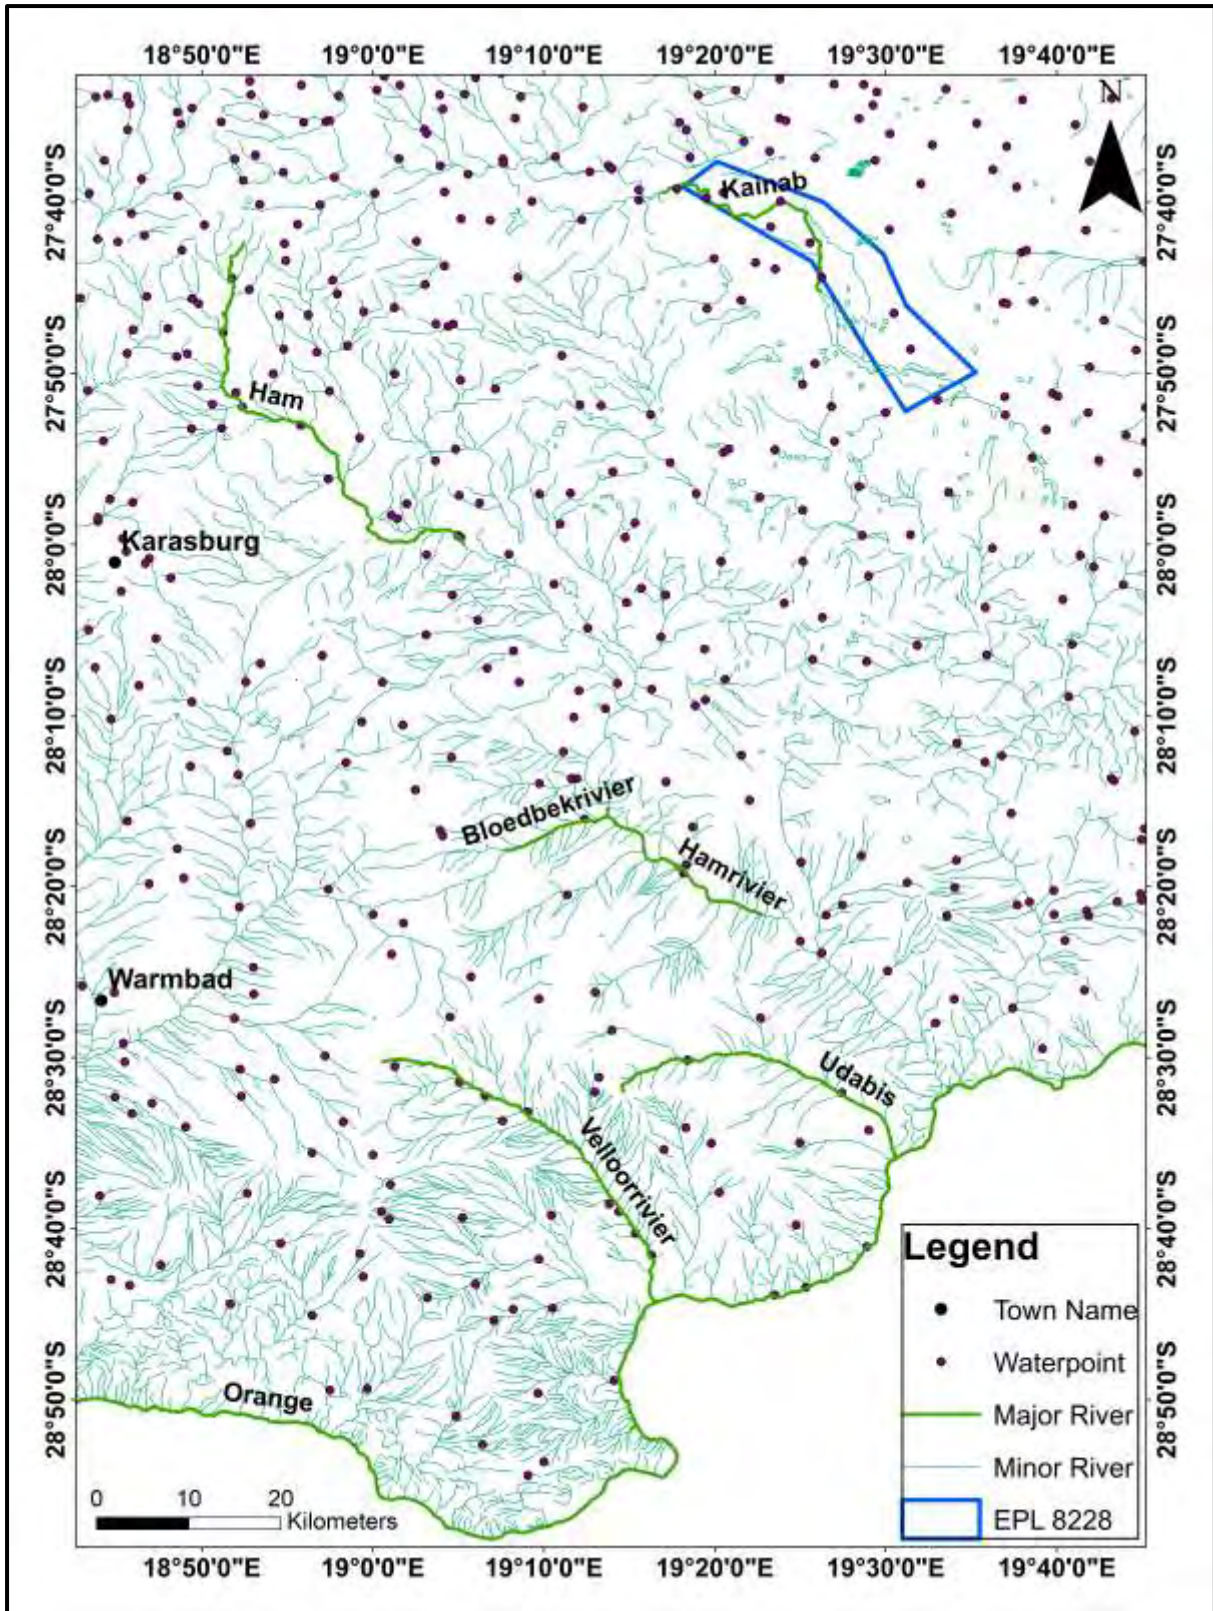 18°50'0"E 19°0'0"E 19°10'0"E 19°20'0"E 19°30'0"E 19°40'0"E
N
27°40'0"S 27°40'0"S
Kainab
27°50'0"S 27°50'0"S
Ham
28°0'0"S 28°0'0"S
Karasburg
28°10'0"S 28°10'0"S
Bloedbekrivier
Hamrivier
28°20'0"S 28°20'0"S
Warmbad
28°30'0"S 28°30'0"S
Udabis
Velloorrivier
28°40'0"S 28°40'0"S
Legend
Town Name
Waterpoint
28°50'0"S 28°50'0"S
Orange
Major River
Minor River
EPL 8228
0 10 20
Kilometers
18°50'0"E 19°0'0"E 19°10'0"E 19°20'0"E 19°30'0"E 19°40'0"E